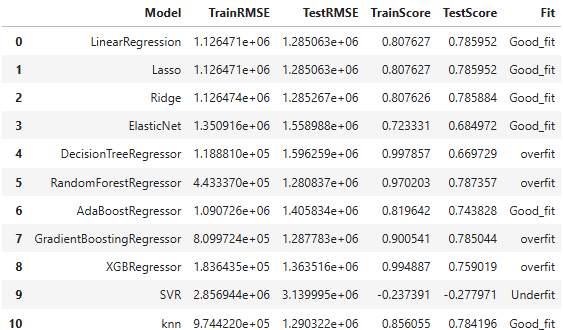 Model TrainRMSE TestRMSE TrainScore TestScore Fit
0 LinearRegression 1.126471e+06 1.285063e+06 0.807627 0.785952 Good_fit
1 Lasso 1.126471e+06 1.285063e+06 0.807627 0.785952 Good_fit
2 Ridge 1.126474e+06 1.285267e+06 0.807626 0.785884 Good_fit
3 ElasticNet 1.350916e+06 1.558988e+06 0.723331 0.684972 Good_fit
4 DecisionTreeRegressor 1.188810e+05 1.596259e+06 0.997857 0.669729 overfit
5 RandomForestRegressor 4.433370e+05 1.280837e+06 0.970203 0.787357 overfit
6 AdaBoostRegressor 1.090726e+06 1.405834e+06 0.819642 0.743828 Good_fit
7 GradientBoostingRegressor 8.099724e+05 1.287783e+06 0.900541 0.785044 overfit
8 XGBRegressor 1.836435e+05 1.363516e+06 0.994887 0.759019 overfit
9 SVR 2.856944e+06 3.139995e+06 -0.237391 -0.277971 Underfit
10 knn 9.744220e+05 1.290322e+06 0.856055 0.784196 Good_fit